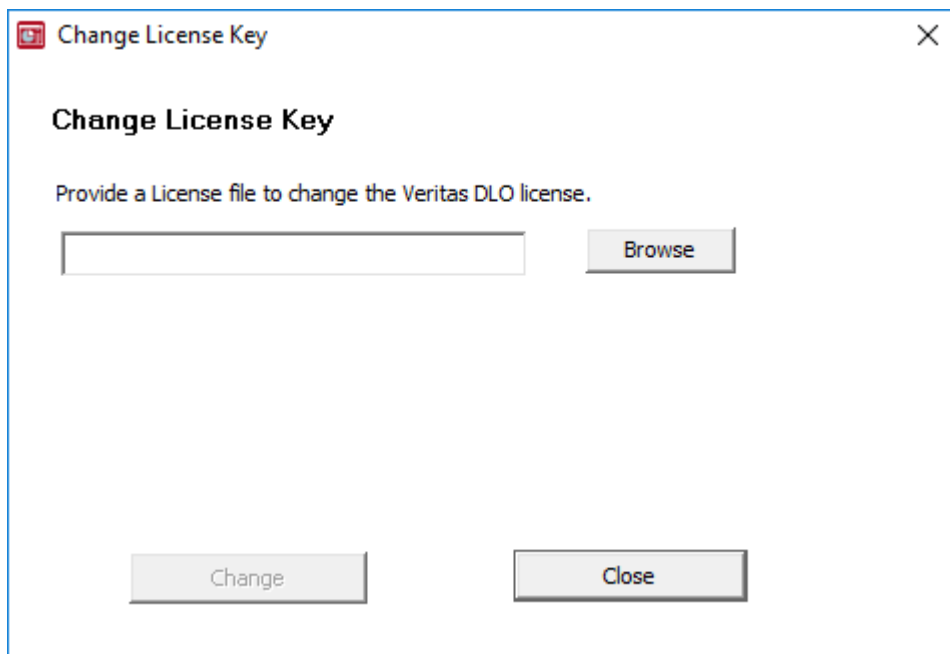 Change License Key
Change License Key
Provide a License file to change the Veritas DLO license.
Browse
Change
Close